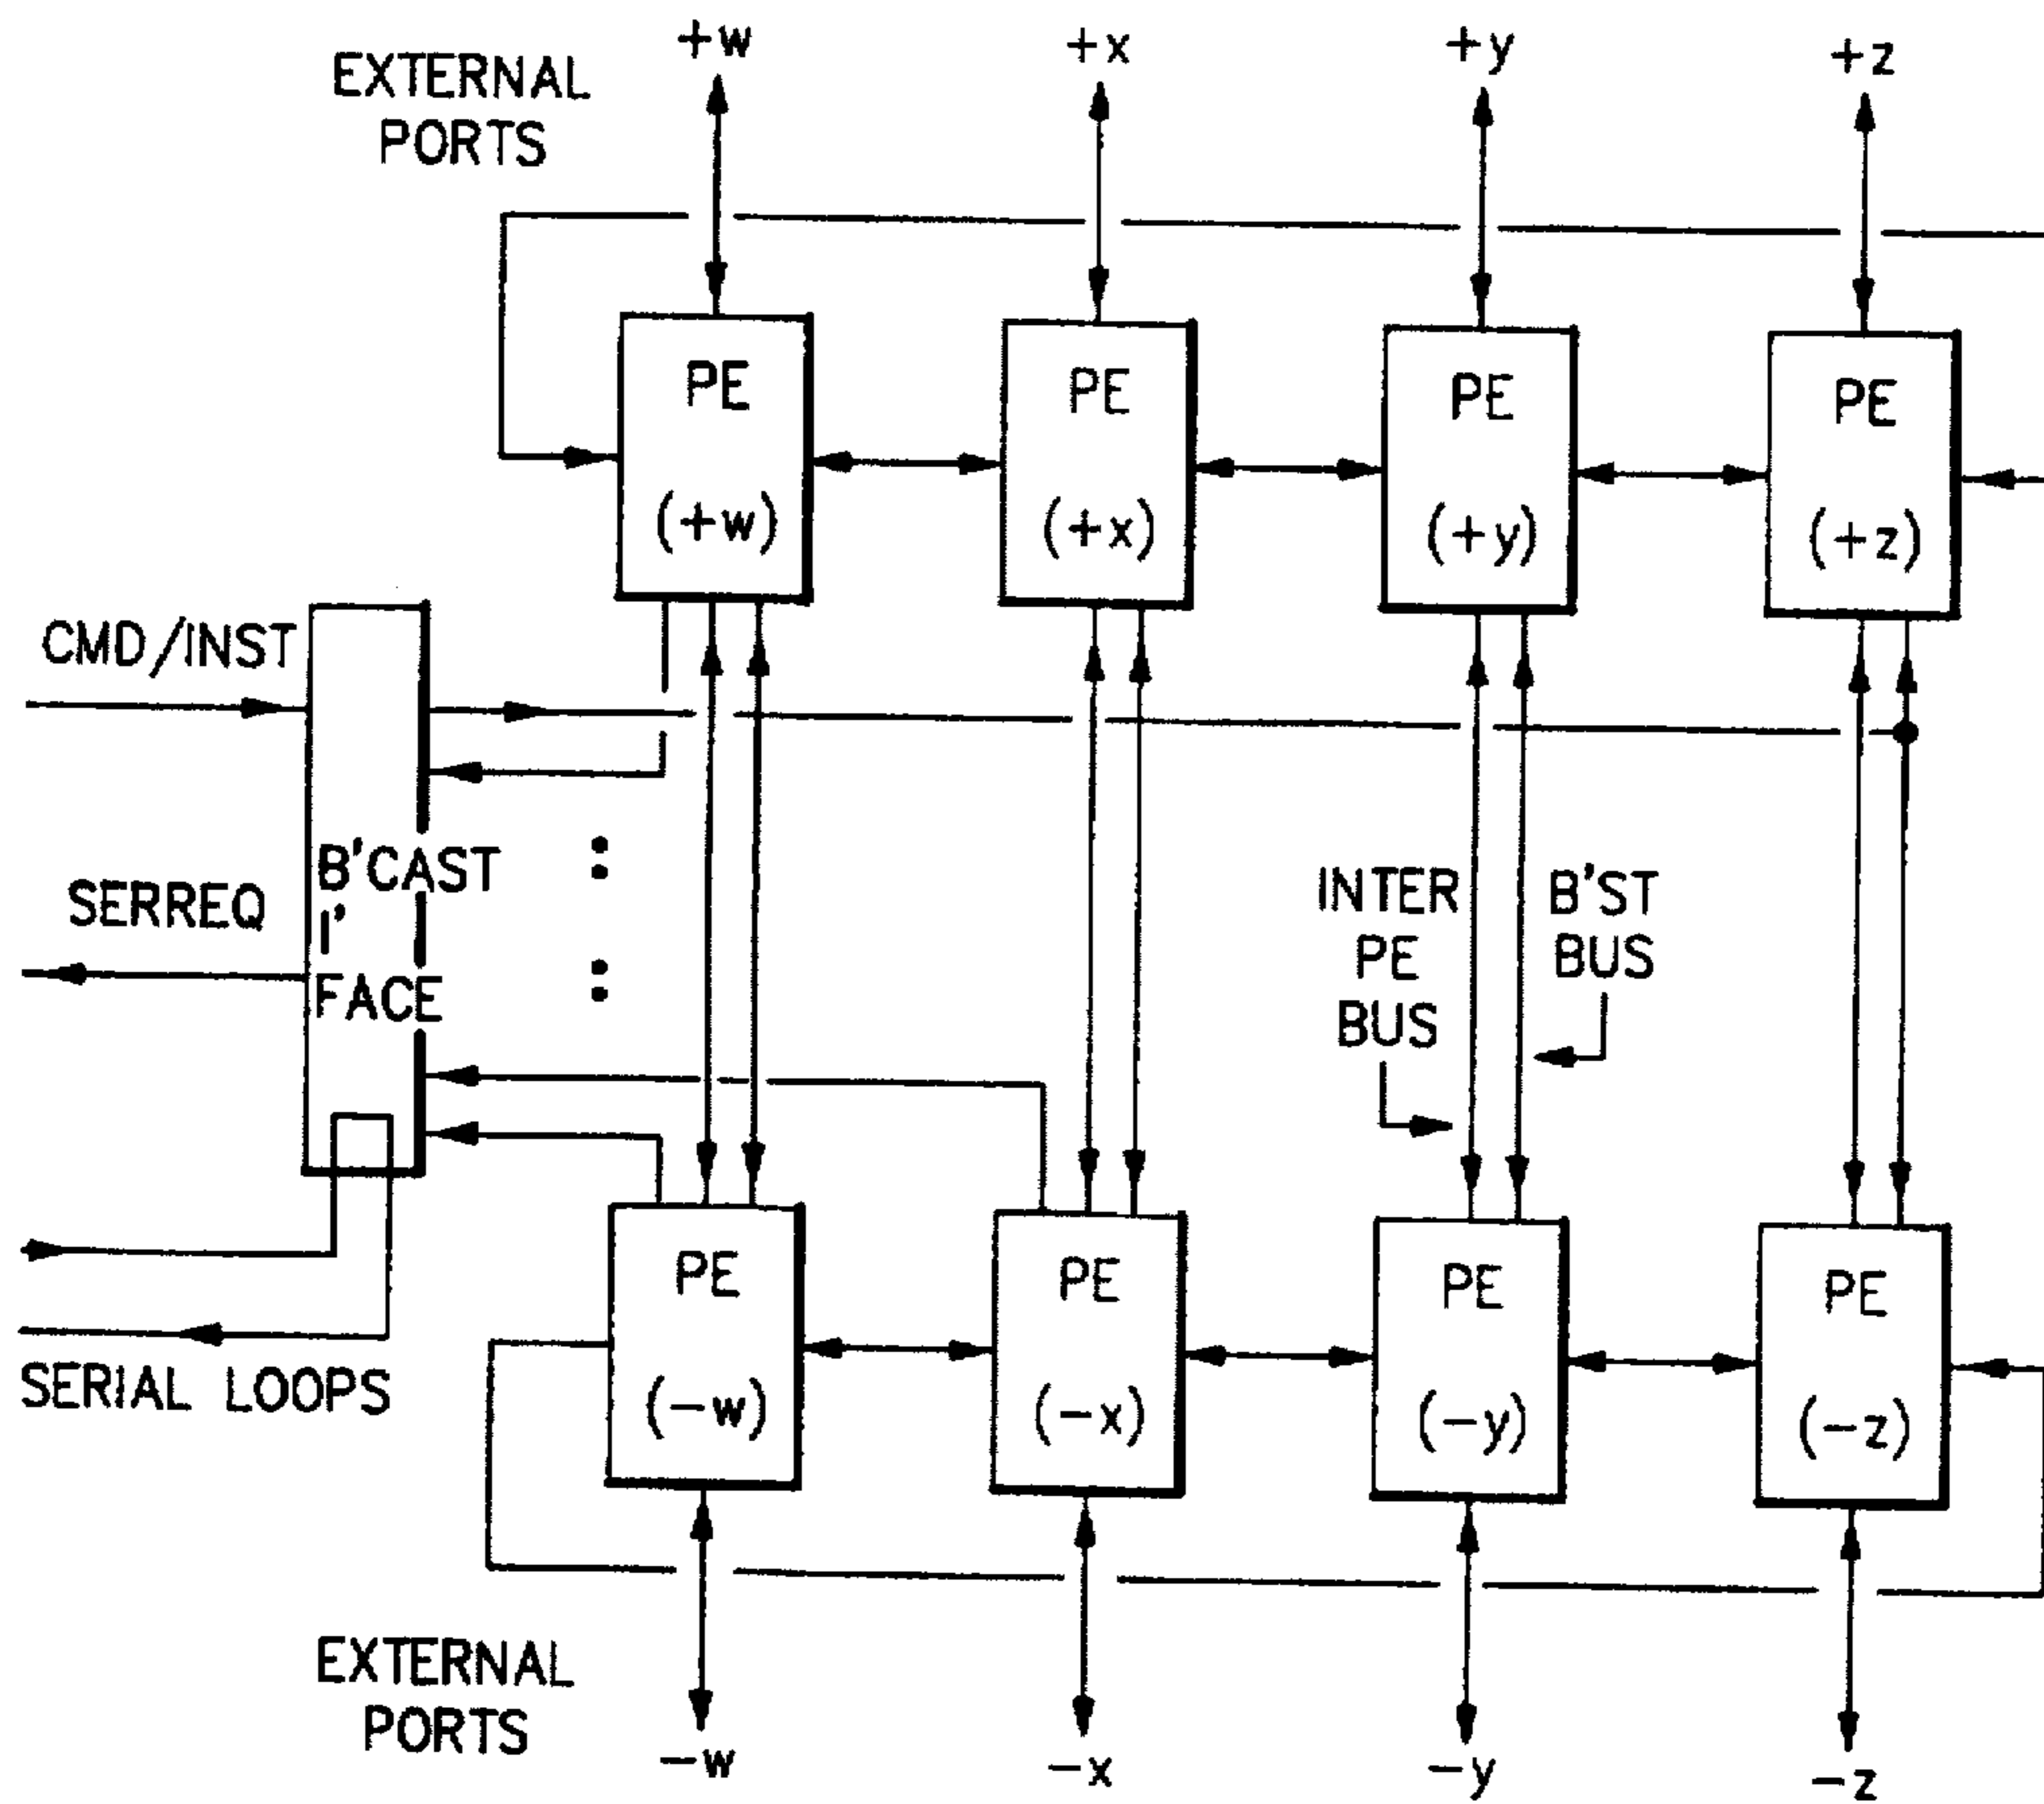 EXTERNAL
PORTS
+w
+x
+y
+z
PE
(+w)
PE
(+x)
PE
(+y)
PE
(+z)
CMD/INST
SERREQ
B'CAST
I'
FACE
INTER
PE
BUS
B'ST
BUS
SERIAL LOOPS
PE
(-w)
PE
(-x)
PE
(-y)
PE
(-z)
EXTERNAL
PORTS
-w
-x
-y
-z